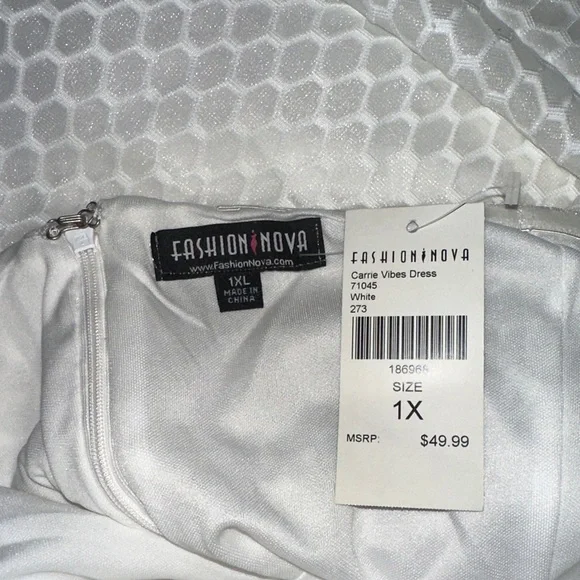 FASHION NOVA
www.FashionNova.com
1XL
MADE IN
CHINA
FASHION NOVA
Carrie Vibes Dress
71045
White
273
186968
SIZE
1X
MSRP: $49.99